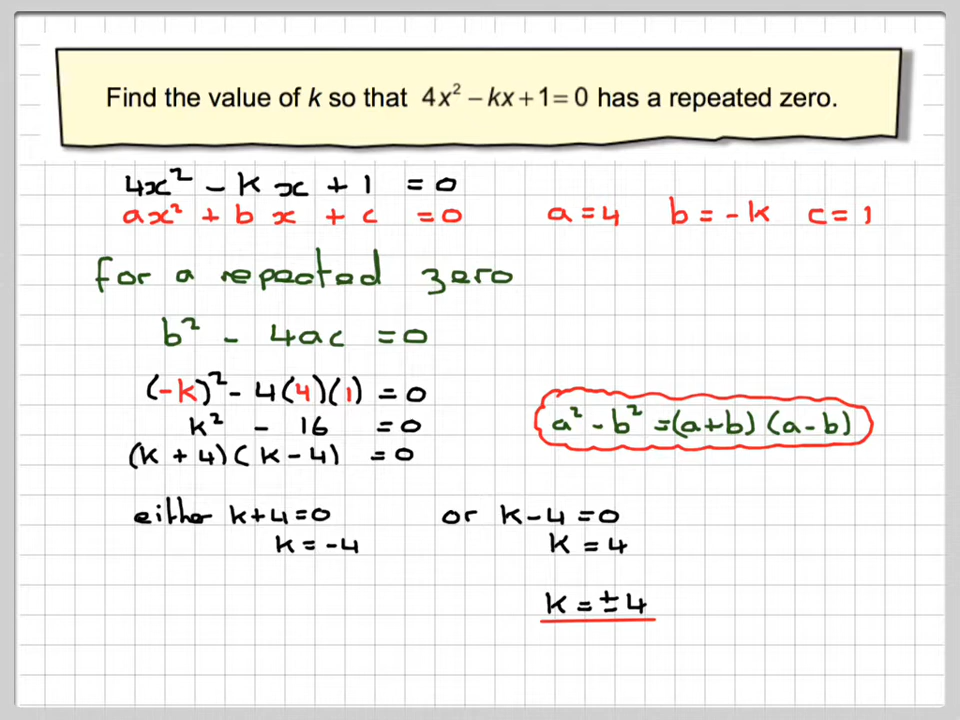 Find the value of k so that 4x² − kx + 1 = 0 has a repeated zero.
4x² − k x + 1 = 0
ax² + b x + c = 0 a = 4 b = −k c = 1
for a repeated zero
b² − 4ac = 0
(−k)² − 4(4)(1) = 0
k² − 16 = 0
a² − b² = (a+b)(a−b)
(k + 4)(k − 4) = 0
either k+4=0 or k−4=0
k = −4 k = 4
k = ±4